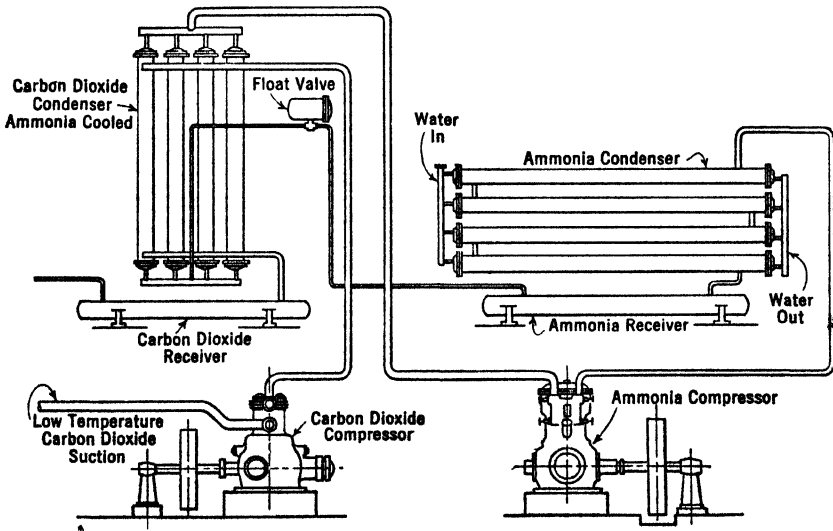 Carbon Dioxide
Condenser
Ammonia Cooled
Float Valve
Water
In
Ammonia Condenser
Water
Out
Carbon Dioxide
Receiver
Ammonia Receiver
Low Temperature
Carbon Dioxide
Suction
Carbon Dioxide
Compressor
Ammonia Compressor